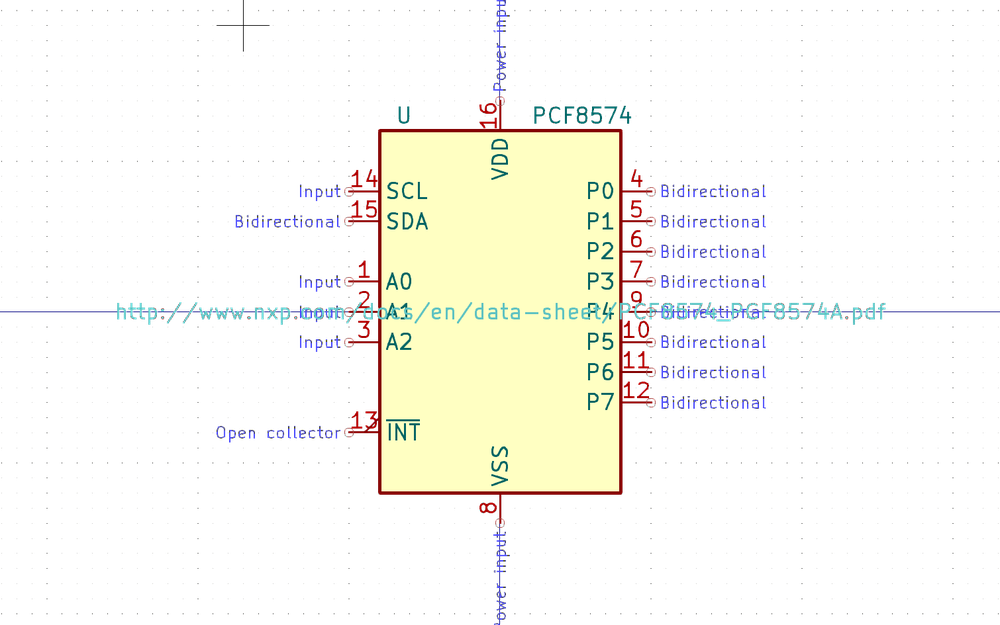 Power input
U
PCF8574
16
VDD
Input 14 SCL
P0 4 Bidirectional
Bidirectional 15 SDA
P1 5 Bidirectional
P2 6 Bidirectional
Input 1 A0
P3 7 Bidirectional
Input 2 A1
P4 9 Bidirectional
http://www.nxp.com/docs/en/data-sheet/PCF8574_PCF8574A.pdf
Input 3 A2
P5 10 Bidirectional
P6 11 Bidirectional
P7 12 Bidirectional
Open collector 13 INT
VSS
8
Power input